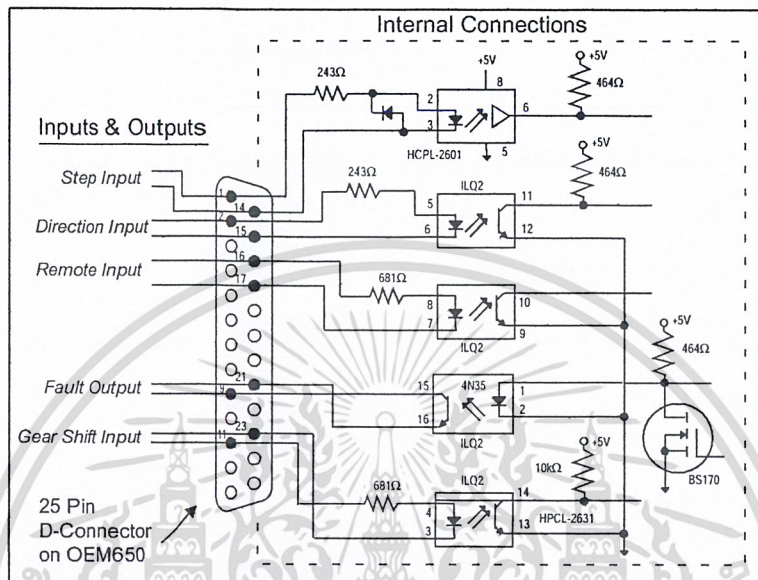 Internal Connections
Inputs & Outputs
Step Input
Direction Input
Remote Input
Fault Output
Gear Shift Input
25 Pin
D-Connector
on OEM650
1
14
2
15
16
17
21
9
23
11
243Ω
2
3
+5V
8
6
5
HCPL-2601
+5V
464Ω
243Ω
ILQ2
5
6
11
12
+5V
464Ω
681Ω
8
7
10
9
ILQ2
+5V
464Ω
15
16
4N35
1
2
ILQ2
BS170
681Ω
ILQ2
4
3
14
13
10kΩ
+5V
HPCL-2631